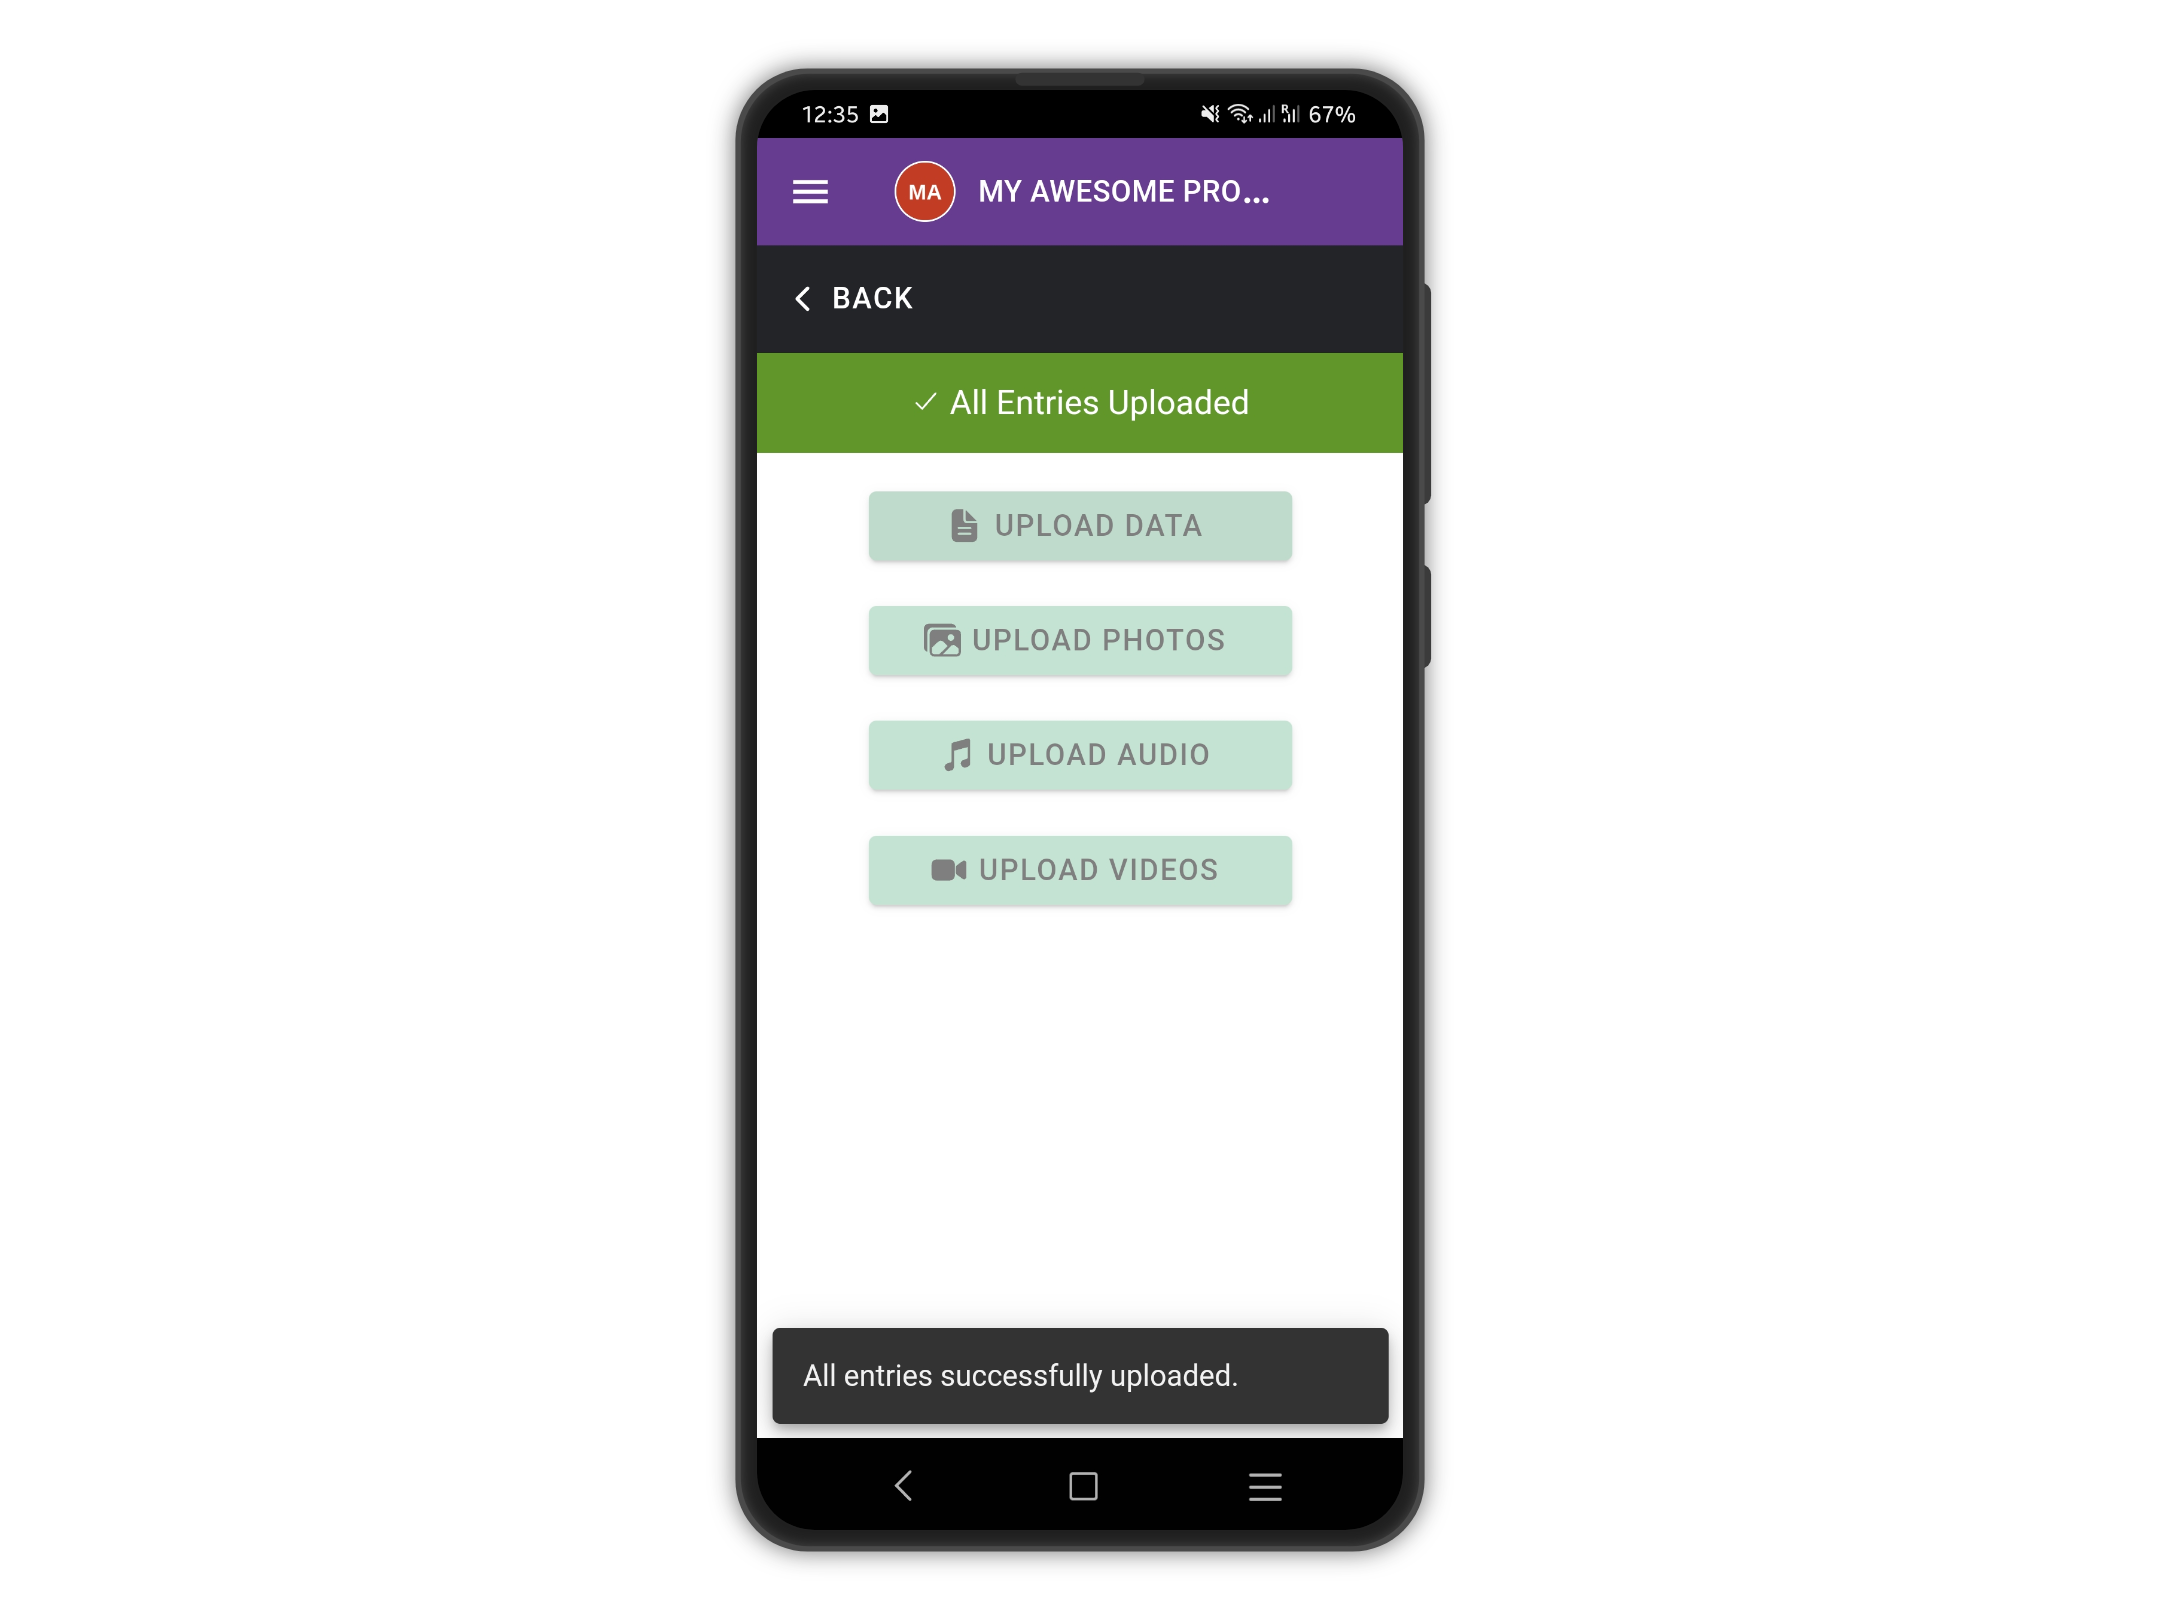 12:35 R 67%
MA MY AWESOME PRO...
BACK
All Entries Uploaded
UPLOAD DATA
UPLOAD PHOTOS
UPLOAD AUDIO
UPLOAD VIDEOS
All entries successfully uploaded.